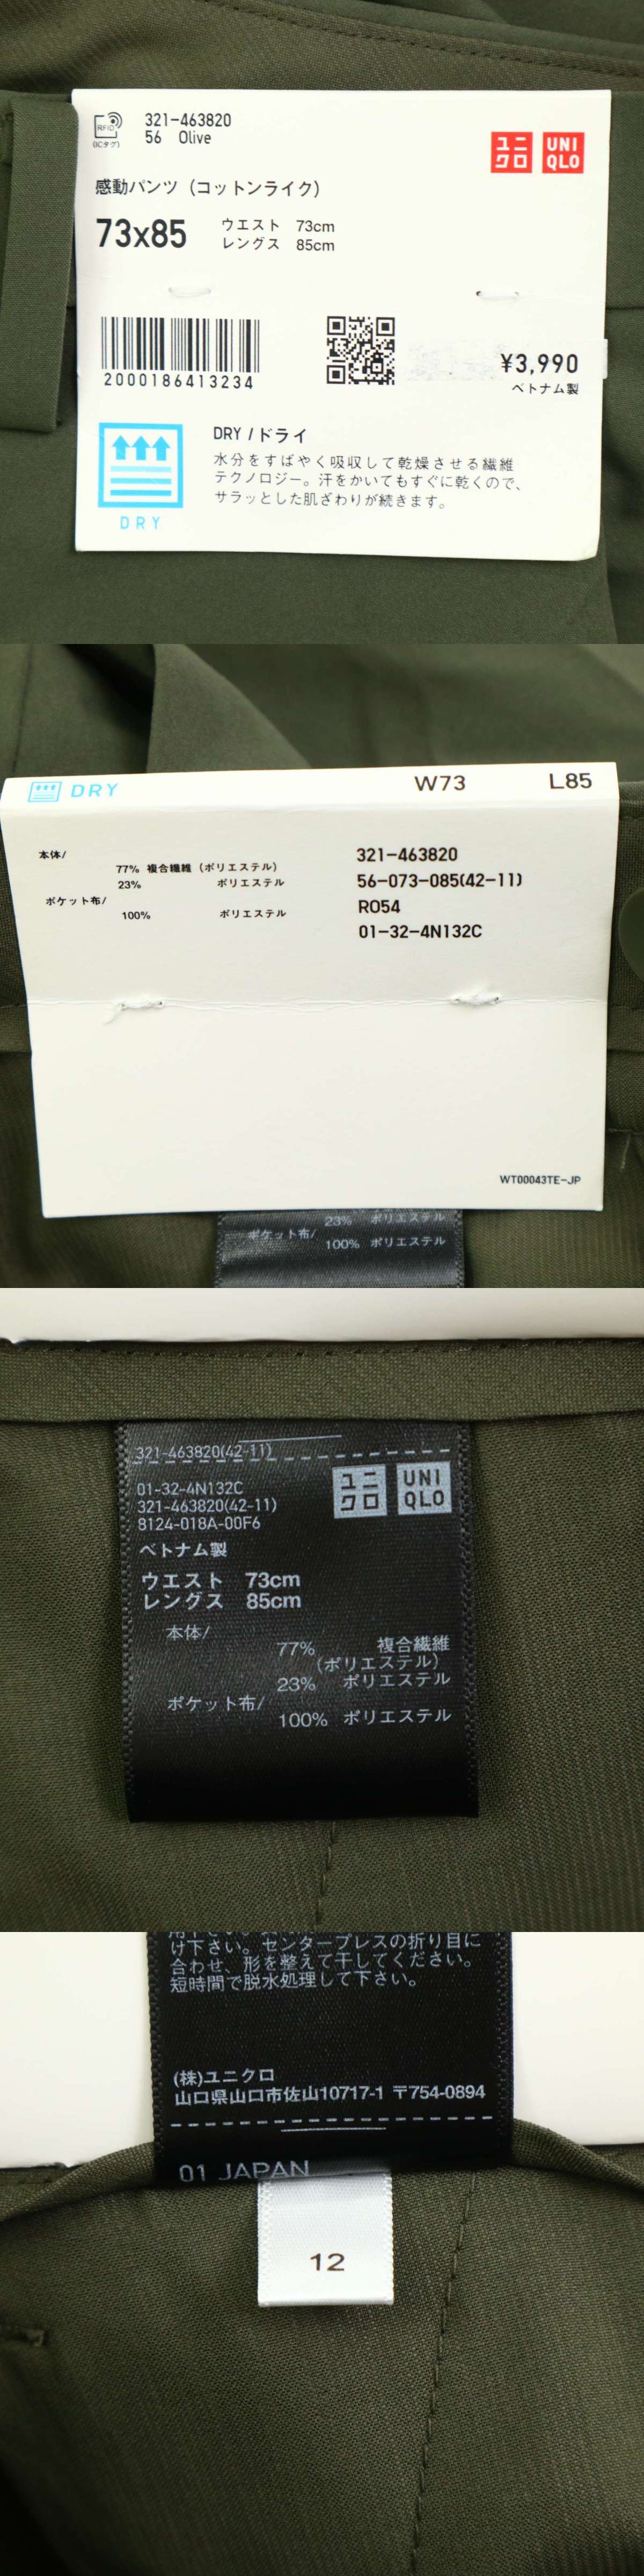 RFID
(ICタグ)
321-463820
56 Olive
ユニ
クロ
UNI
QLO
感動パンツ（コットンライク）
73x85
ウエスト 73cm
レングス 85cm
2000186413234
¥3,990
ベトナム製
DRY
DRY / ドライ
水分をすばやく吸収して乾燥させる繊維
テクノロジー。汗をかいてもすぐに乾くので、
サラッとした肌ざわりが続きます。
DRY W73 L85
本体/
77% 複合繊維（ポリエステル）
23% ポリエステル
ポケット布/
100% ポリエステル
321-463820
56-073-085(42-11)
R054
01-32-4N132C
WT00043TE-JP
23% ポリエステル
ポケット布/
100% ポリエステル
321-463820(42-11)
01-32-4N132C
321-463820(42-11)
8124-018A-00F6
ユニ
クロ
UNI
QLO
ベトナム製
ウエスト 73cm
レングス 85cm
本体/
77% 複合繊維
（ポリエステル）
23% ポリエステル
ポケット布/
100% ポリエステル
け下さい。センタープレスの折り目に
合わせ、形を整えて干してください。
短時間で脱水処理して下さい。
(株)ユニクロ
山口県山口市佐山10717-1 〒754-0894
01 JAPAN
12